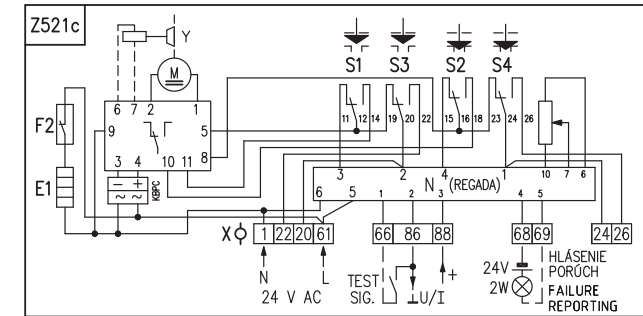 Z521c
Y
S1 S3 S2 S4
M
6 7 2 1
F2
9
5
8
3 4 10 11
11 12 14 19 20 22 15 16 18 23 24 26
E1
- +
~ ~
KBPC
3 2 4 1 10 7 6
N (REGADA)
6 5 1 2 3 4 5
X 1 22 20 61 66 86 88 68 69 24 26
N L
24 V AC
TEST
SIG.
U/I
+
24V
2W
HLÁSENIE
PORÚCH
FAILURE
REPORTING